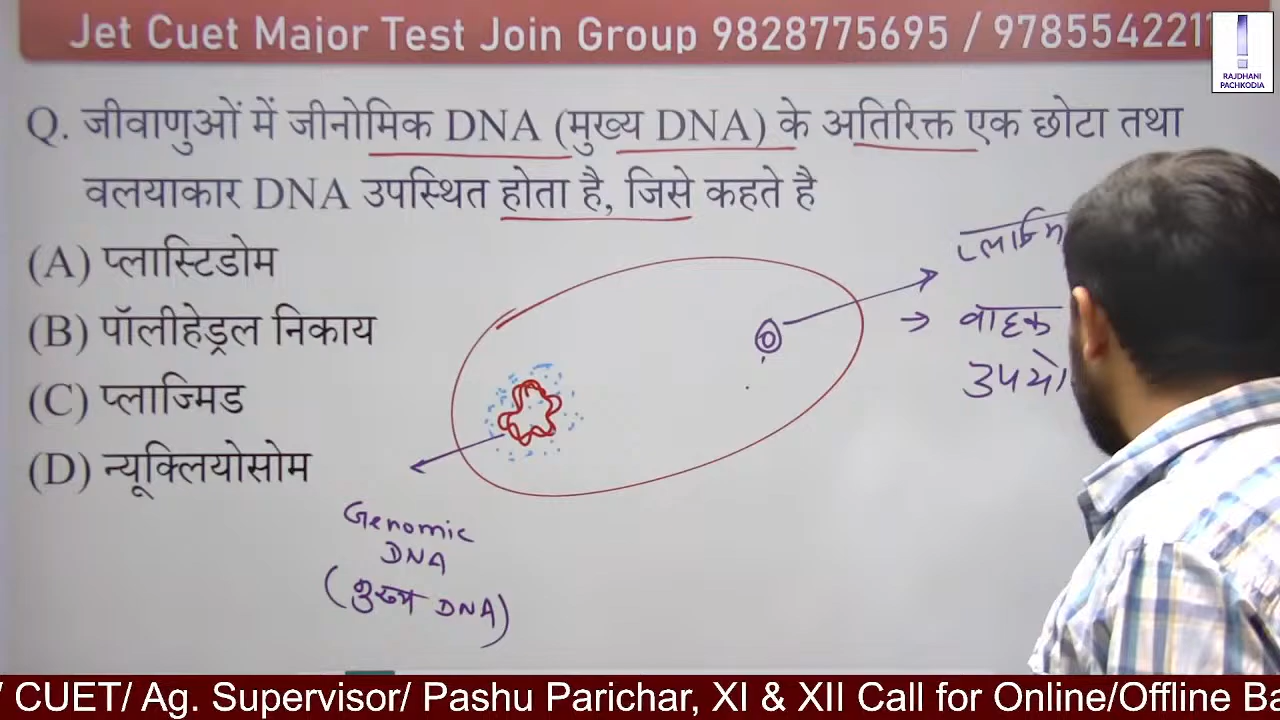 Jet Cuet Major Test Join Group 9828775695 / 978554221
RAJDHANI
PACHKODIA
Q. जीवाणुओं में जीनोमिक DNA (मुख्य DNA) के अतिरिक्त एक छोटा तथा
वलयाकार DNA उपस्थित होता है, जिसे कहते है
(A) प्लास्टिडोम
(B) पॉलीहेड्रल निकाय
(C) प्लाज्मिड
(D) न्यूक्लियोसोम
वाहक
Genomic
DNA
(मुख्य DNA)
/ CUET/ Ag. Supervisor/ Pashu Parichar, XI & XII Call for Online/Offline Ba